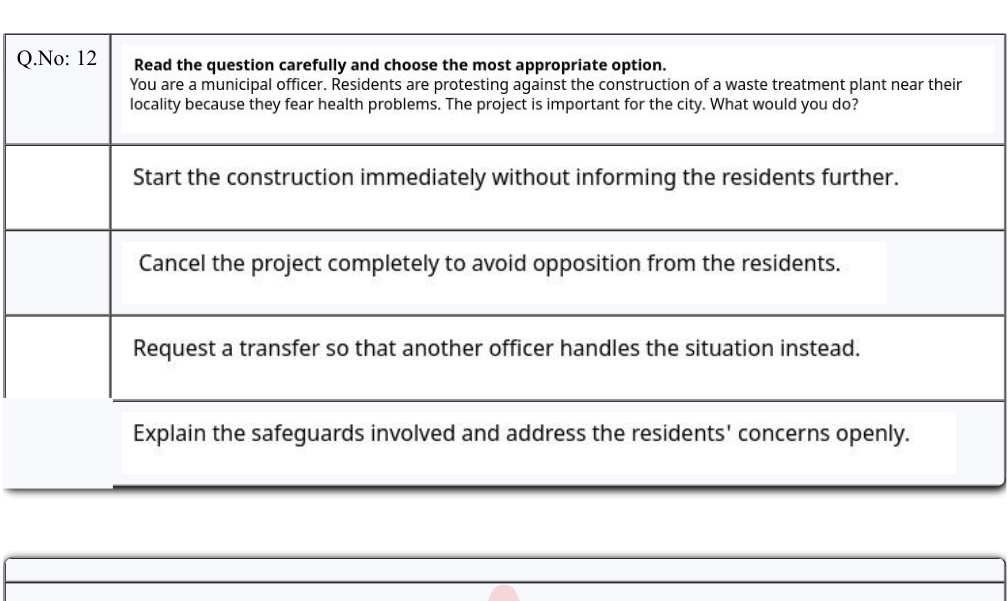 Q.No: 12
Read the question carefully and choose the most appropriate option.
You are a municipal officer. Residents are protesting against the construction of a waste treatment plant near their
locality because they fear health problems. The project is important for the city. What would you do?
Start the construction immediately without informing the residents further.
Cancel the project completely to avoid opposition from the residents.
Request a transfer so that another officer handles the situation instead.
Explain the safeguards involved and address the residents' concerns openly.